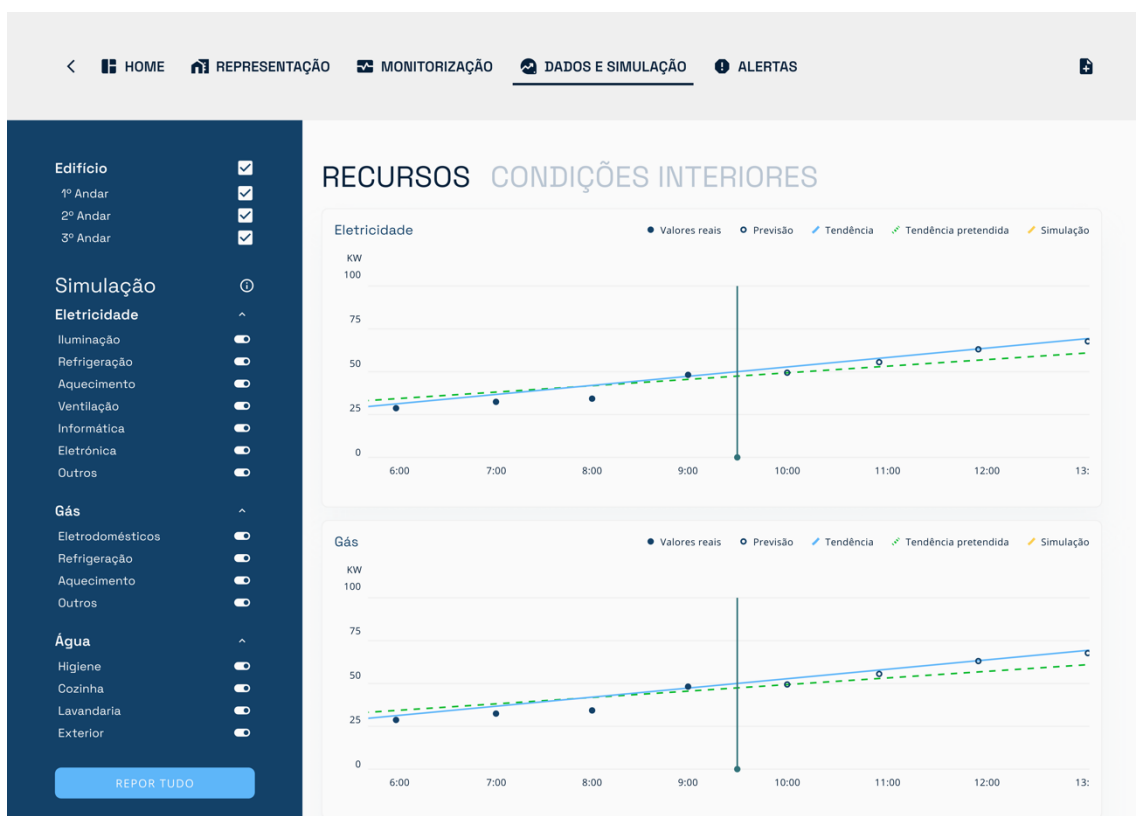 HOME REPRESENTAÇÃO MONITORIZAÇÃO DADOS E SIMULAÇÃO ALERTAS
Edifício
1º Andar
2º Andar
3º Andar
Simulação
Eletricidade
Iluminação
Refrigeração
Aquecimento
Ventilação
Informática
Eletrónica
Outros
Gás
Eletrodomésticos
Refrigeração
Aquecimento
Outros
Água
Higiene
Cozinha
Lavandaria
Exterior
REPOR TUDO
RECURSOS CONDIÇÕES INTERIORES
Eletricidade Valores reais Previsão Tendência Tendência pretendida Simulação
KW
100
75
50
25
0
6:00 7:00 8:00 9:00 10:00 11:00 12:00 13:
Gás Valores reais Previsão Tendência Tendência pretendida Simulação
KW
100
75
50
25
0
6:00 7:00 8:00 9:00 10:00 11:00 12:00 13: